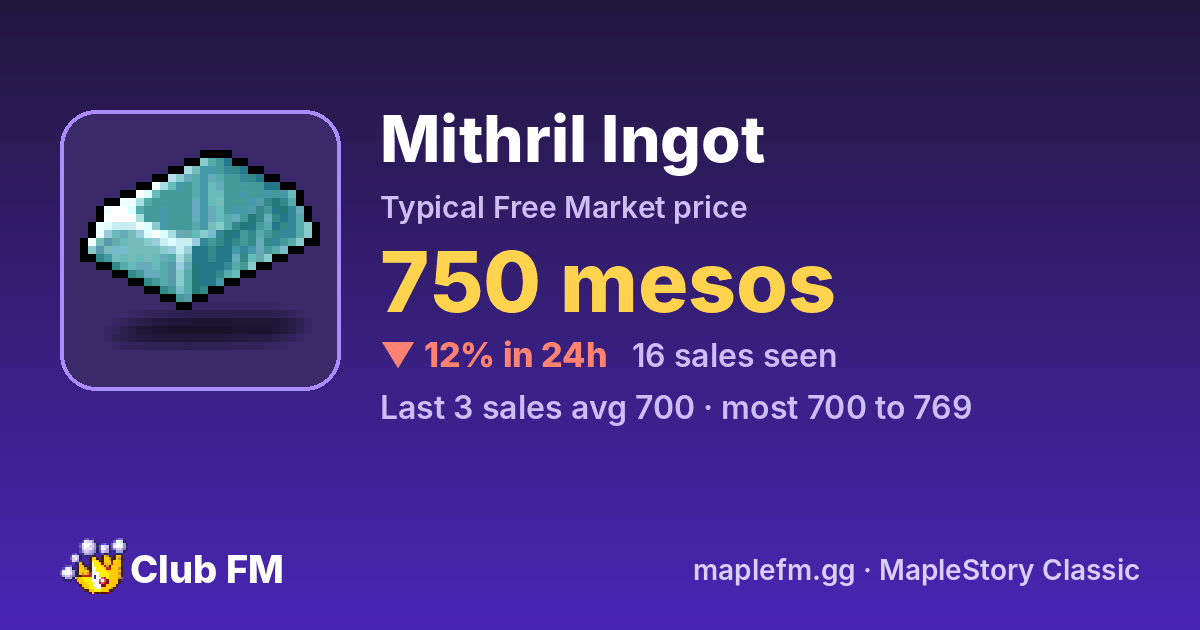 Mithril Ingot
Typical Free Market price
750 mesos
▼ 12% in 24h 16 sales seen
Last 3 sales avg 700 · most 700 to 769
Club FM
maplefm.gg · MapleStory Classic